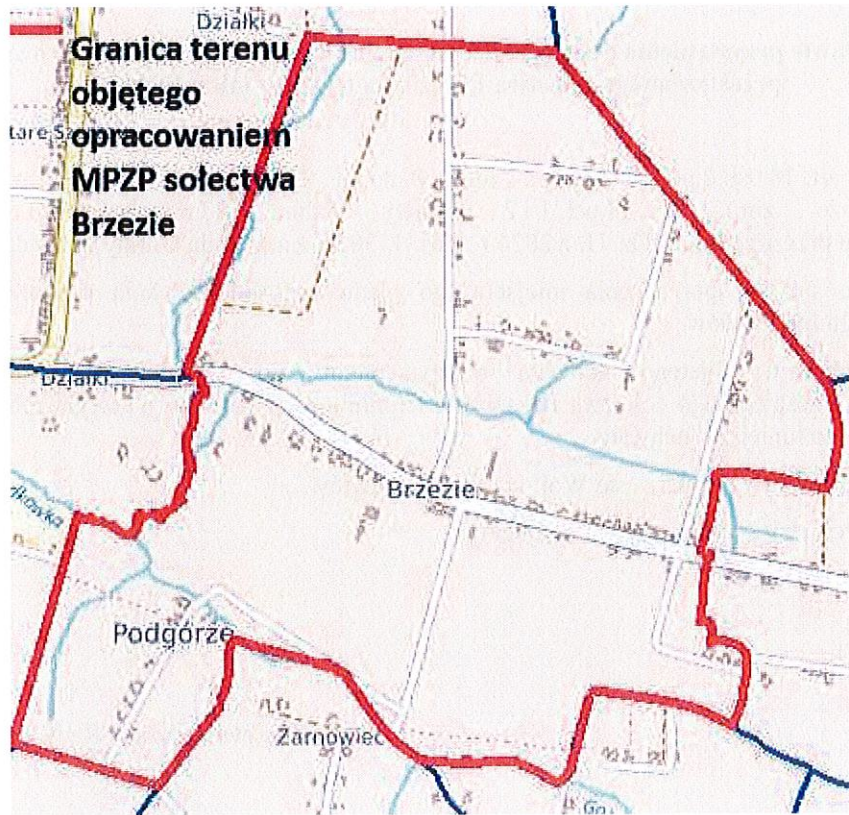 Działki
Granica terenu
objętego
opracowaniem
MPZP sołectwa
Brzezie
Działki
Brzezie
Podgórze
Żarnowiec